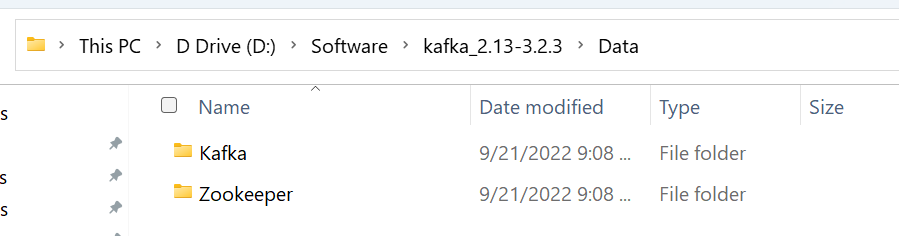 This PC > D Drive (D:) > Software > kafka_2.13-3.2.3 > Data
Name Date modified Type Size
s
Kafka 9/21/2022 9:08 ... File folder
s
Zookeeper 9/21/2022 9:08 ... File folder
s